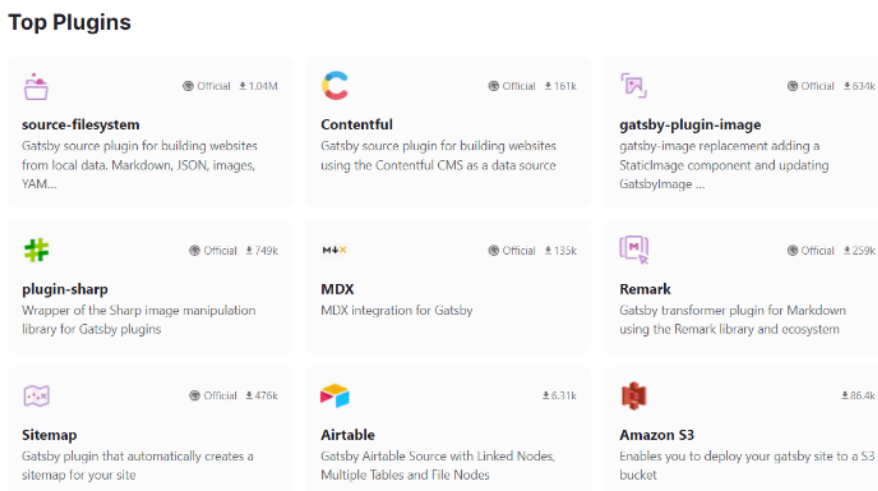 Top Plugins
Official 1.04M
source-filesystem
Gatsby source plugin for building websites
from local data. Markdown, JSON, images,
YAM...
Official 161k
Contentful
Gatsby source plugin for building websites
using the Contentful CMS as a data source
Official 634k
gatsby-plugin-image
gatsby-image replacement adding a
StaticImage component and updating
GatsbyImage ...
Official 749k
plugin-sharp
Wrapper of the Sharp image manipulation
library for Gatsby plugins
M↓X Official 135k
MDX
MDX integration for Gatsby
M Official 259k
Remark
Gatsby transformer plugin for Markdown
using the Remark library and ecosystem
Official 476k
Sitemap
Gatsby plugin that automatically creates a
sitemap for your site
6.31k
Airtable
Gatsby Airtable Source with Linked Nodes,
Multiple Tables and File Nodes
86.4k
Amazon S3
Enables you to deploy your gatsby site to a S3
bucket